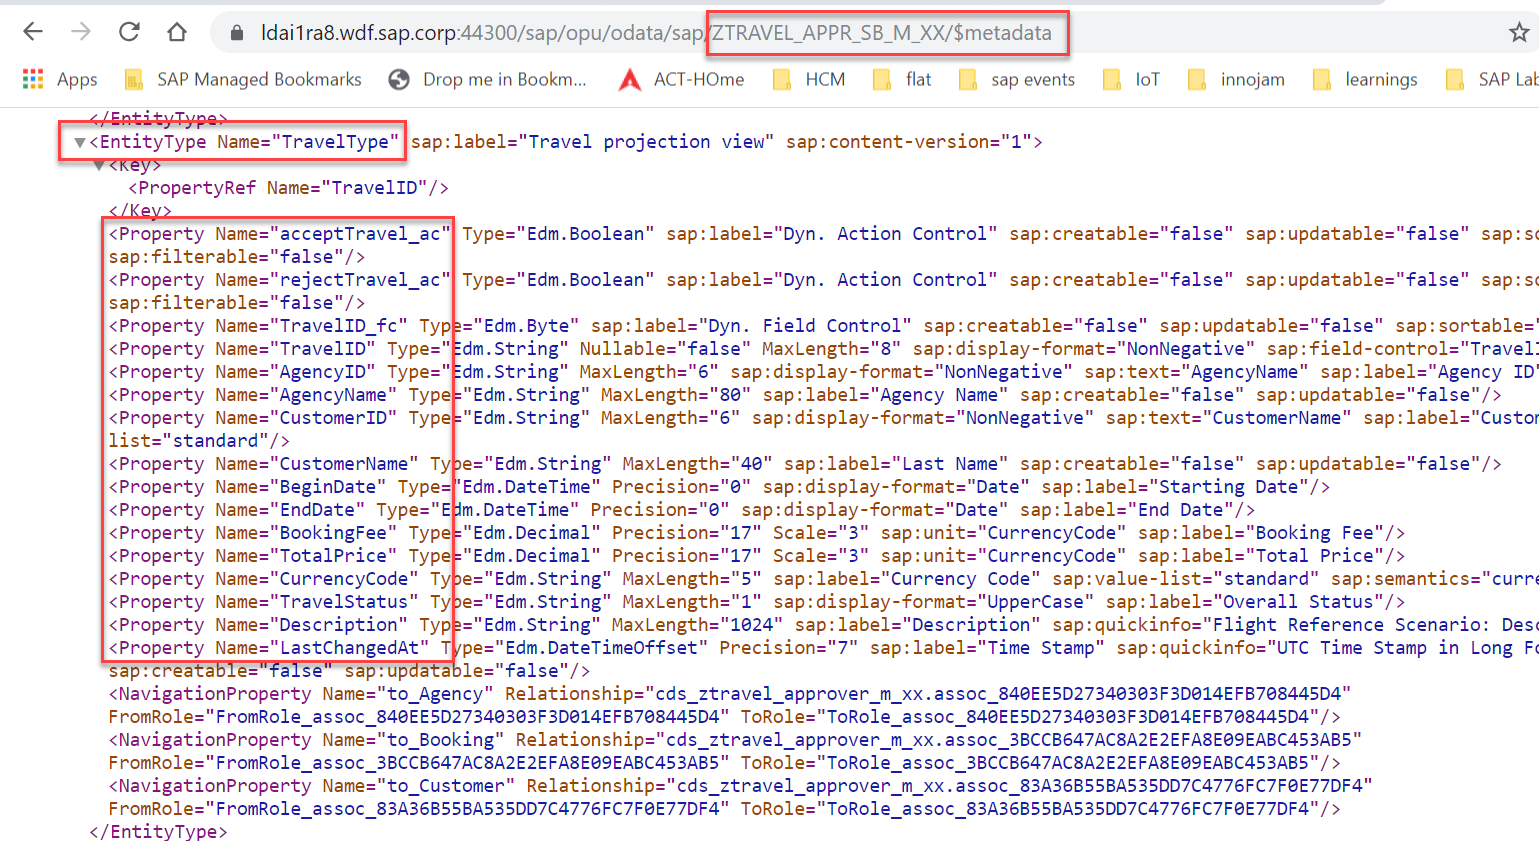 ldai1ra8.wdf.sap.corp:44300/sap/opu/odata/sap/ZTRAVEL_APPR_SB_M_XX/$metadata
Apps SAP Managed Bookmarks Drop me in Bookm... ACT-HOme HCM flat sap events IoT innojam learnings SAP Lab
</EntityType>
▼<EntityType Name="TravelType" sap:label="Travel projection view" sap:content-version="1">
▼<Key>
<PropertyRef Name="TravelID"/>
</Key>
<Property Name="acceptTravel_ac" Type="Edm.Boolean" sap:label="Dyn. Action Control" sap:creatable="false" sap:updatable="false" sap:so
sap:filterable="false"/>
<Property Name="rejectTravel_ac" Type="Edm.Boolean" sap:label="Dyn. Action Control" sap:creatable="false" sap:updatable="false" sap:so
sap:filterable="false"/>
<Property Name="TravelID_fc" Type="Edm.Byte" sap:label="Dyn. Field Control" sap:creatable="false" sap:updatable="false" sap:sortable="
<Property Name="TravelID" Type="Edm.String" Nullable="false" MaxLength="8" sap:display-format="NonNegative" sap:field-control="Travel
<Property Name="AgencyID" Type="Edm.String" MaxLength="6" sap:display-format="NonNegative" sap:text="AgencyName" sap:label="Agency ID"
<Property Name="AgencyName" Type="Edm.String" MaxLength="80" sap:label="Agency Name" sap:creatable="false" sap:updatable="false"/>
<Property Name="CustomerID" Type="Edm.String" MaxLength="6" sap:display-format="NonNegative" sap:text="CustomerName" sap:label="Custo
list="standard"/>
<Property Name="CustomerName" Type="Edm.String" MaxLength="40" sap:label="Last Name" sap:creatable="false" sap:updatable="false"/>
<Property Name="BeginDate" Type="Edm.DateTime" Precision="0" sap:display-format="Date" sap:label="Starting Date"/>
<Property Name="EndDate" Type="Edm.DateTime" Precision="0" sap:display-format="Date" sap:label="End Date"/>
<Property Name="BookingFee" Type="Edm.Decimal" Precision="17" Scale="3" sap:unit="CurrencyCode" sap:label="Booking Fee"/>
<Property Name="TotalPrice" Type="Edm.Decimal" Precision="17" Scale="3" sap:unit="CurrencyCode" sap:label="Total Price"/>
<Property Name="CurrencyCode" Type="Edm.String" MaxLength="5" sap:label="Currency Code" sap:value-list="standard" sap:semantics="curre
<Property Name="TravelStatus" Type="Edm.String" MaxLength="1" sap:display-format="UpperCase" sap:label="Overall Status"/>
<Property Name="Description" Type="Edm.String" MaxLength="1024" sap:label="Description" sap:quickinfo="Flight Reference Scenario: Desc
<Property Name="LastChangedAt" Type="Edm.DateTimeOffset" Precision="7" sap:label="Time Stamp" sap:quickinfo="UTC Time Stamp in Long Fo
sap:creatable="false" sap:updatable="false"/>
<NavigationProperty Name="to_Agency" Relationship="cds_ztravel_approver_m_xx.assoc_840EE5D27340303F3D014EFB708445D4"
FromRole="FromRole_assoc_840EE5D27340303F3D014EFB708445D4" ToRole="ToRole_assoc_840EE5D27340303F3D014EFB708445D4"/>
<NavigationProperty Name="to_Booking" Relationship="cds_ztravel_approver_m_xx.assoc_3BCCB647AC8A2E2EFA8E09EABC453AB5"
FromRole="FromRole_assoc_3BCCB647AC8A2E2EFA8E09EABC453AB5" ToRole="ToRole_assoc_3BCCB647AC8A2E2EFA8E09EABC453AB5"/>
<NavigationProperty Name="to_Customer" Relationship="cds_ztravel_approver_m_xx.assoc_83A36B55BA535DD7C4776FC7F0E77DF4"
FromRole="FromRole_assoc_83A36B55BA535DD7C4776FC7F0E77DF4" ToRole="ToRole_assoc_83A36B55BA535DD7C4776FC7F0E77DF4"/>
</EntityType>